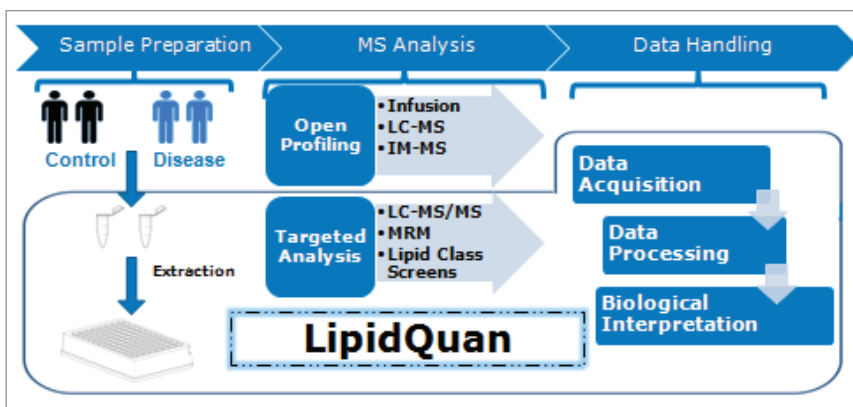 Sample Preparation
MS Analysis
Data Handling
Control
Disease
Extraction
Open
Profiling
•Infusion
•LC-MS
•IM-MS
Targeted
Analysis
•LC-MS/MS
•MRM
•Lipid Class
Screens
LipidQuan
Data
Acquisition
Data
Processing
Biological
Interpretation